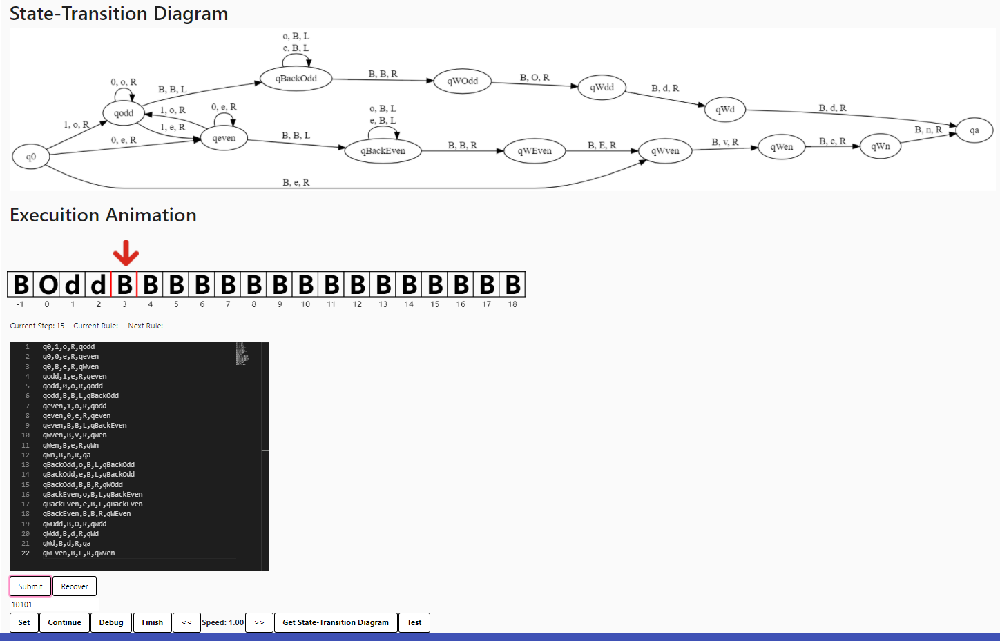 State-Transition Diagram
o, B, L
e, B, L
qBackOdd
B, B, R
qWOdd
B, O, R
qWdd
B, d, R
qWd
B, d, R
0, o, R
B, B, L
qodd
1, o, R
0, e, R
1, o, R
1, e, R
qeven
0, e, R
B, B, L
o, B, L
e, B, L
qBackEven
B, B, R
qWEven
B, E, R
qWven
B, v, R
qWen
B, e, R
qWn
B, n, R
qa
q0
B, e, R
Execuition Animation
B O d d B B B B B B B B B B B B B B B B
-1 0 1 2 3 4 5 6 7 8 9 10 11 12 13 14 15 16 17 18
Current Step: 15 Current Rule: Next Rule:
1 q0,1,o,R,qodd
2 q0,0,e,R,qeven
3 q0,B,e,R,qWven
4 qodd,1,e,R,qeven
5 qodd,0,o,R,qodd
6 qodd,B,B,L,qBackOdd
7 qeven,1,o,R,qodd
8 qeven,0,e,R,qeven
9 qeven,B,B,L,qBackEven
10 qWven,B,v,R,qWen
11 qWen,B,e,R,qWn
12 qWn,B,n,R,qa
13 qBackOdd,o,B,L,qBackOdd
14 qBackOdd,e,B,L,qBackOdd
15 qBackOdd,B,B,R,qWOdd
16 qBackEven,o,B,L,qBackEven
17 qBackEven,e,B,L,qBackEven
18 qBackEven,B,B,R,qWEven
19 qWOdd,B,O,R,qWdd
20 qWdd,B,d,R,qWd
21 qWd,B,d,R,qa
22 qWEven,B,E,R,qWven
Submit Recover
10101
Set Continue Debug Finish << Speed: 1.00 >> Get State-Transition Diagram Test